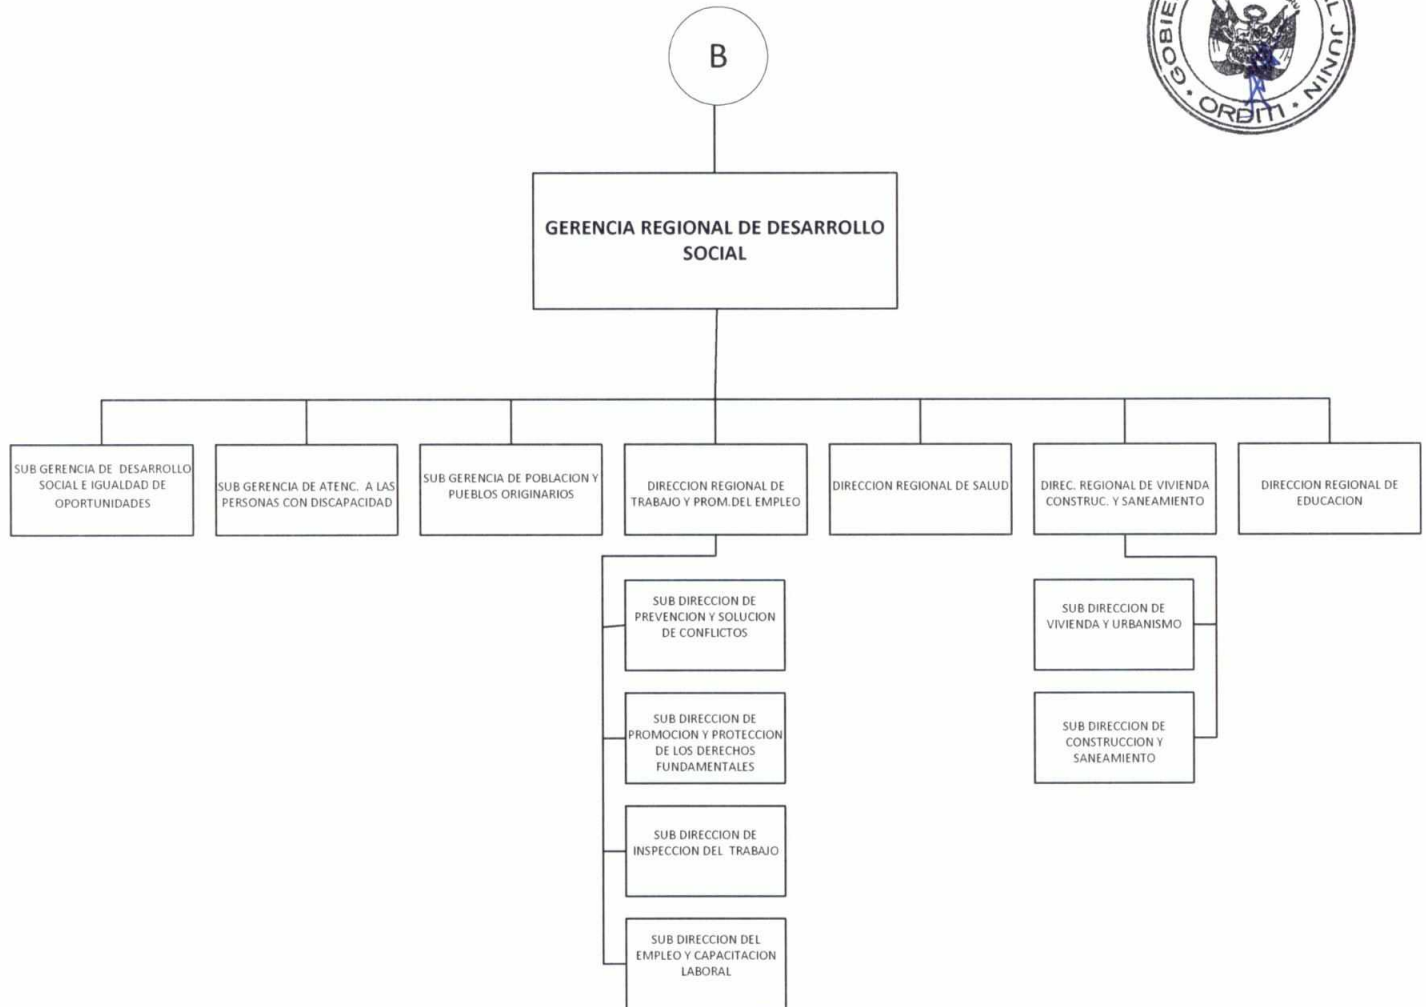 B
GOBIE
L JUNIN
ORDITI
GERENCIA REGIONAL DE DESARROLLO
SOCIAL
SUB GERENCIA DE DESARROLLO
SOCIAL E IGUALDAD DE
OPORTUNIDADES
SUB GERENCIA DE ATENC. A LAS
PERSONAS CON DISCAPACIDAD
SUB GERENCIA DE POBLACION Y
PUEBLOS ORIGINARIOS
DIRECCION REGIONAL DE
TRABAJO Y PROM.DEL EMPLEO
DIRECCION REGIONAL DE SALUD
DIREC. REGIONAL DE VIVIENDA
CONSTRUC. Y SANEAMIENTO
DIRECCION REGIONAL DE
EDUCACION
SUB DIRECCION DE
PREVENCION Y SOLUCION
DE CONFLICTOS
SUB DIRECCION DE
PROMOCION Y PROTECCION
DE LOS DERECHOS
FUNDAMENTALES
SUB DIRECCION DE
INSPECCION DEL TRABAJO
SUB DIRECCION DEL
EMPLEO Y CAPACITACION
LABORAL
SUB DIRECCION DE
VIVIENDA Y URBANISMO
SUB DIRECCION DE
CONSTRUCCION Y
SANEAMIENTO